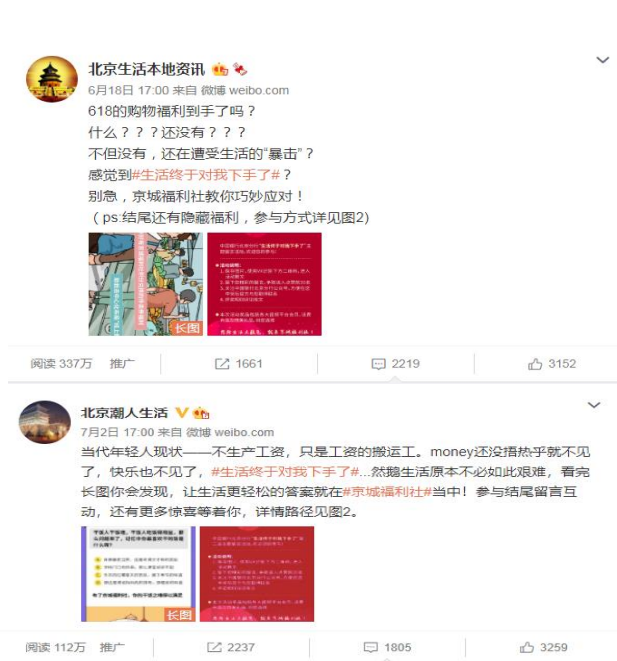 北京生活本地资讯
6月18日 17:00 来自 微博 weibo.com
618的购物福利到手了吗？
什么？？？还没有？？？
不但没有，还在遭受生活的“暴击”？
感觉到#生活终于对我下手了#？
别急，京城福利社教你巧妙应对！
（ps:结尾还有隐藏福利，参与方式详见图2)
长图
阅读 337万 推广 1661 2219 3152
北京潮人生活
7月2日 17:00 来自 微博 weibo.com
当代年轻人现状——不生产工资，只是工资的搬运工。money还没捂热乎就不见
了，快乐也不见了，#生活终于对我下手了#...然鹅生活原本不必如此艰难，看完
长图你会发现，让生活更轻松的答案就在#京城福利社#当中！参与结尾留言互
动，还有更多惊喜等着你，详情路径见图2。
长图
阅读 112万 推广 2237 1805 3259